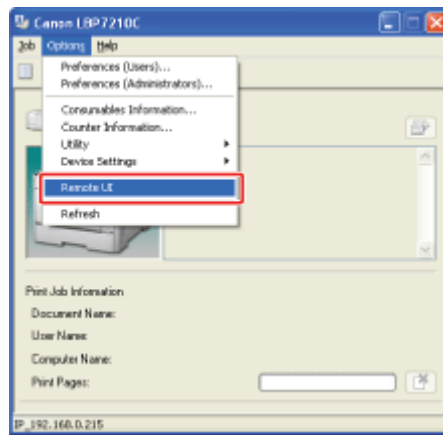 Canon LBP7210C
Job Options Help
Preferences (Users)...
Preferences (Administrators)...
Consumables Information...
Counter Information...
Utility
Device Settings
Remote UI
Refresh
Print Job Information
Document Name:
User Name:
Computer Name:
Print Pages:
IP_192.168.0.215